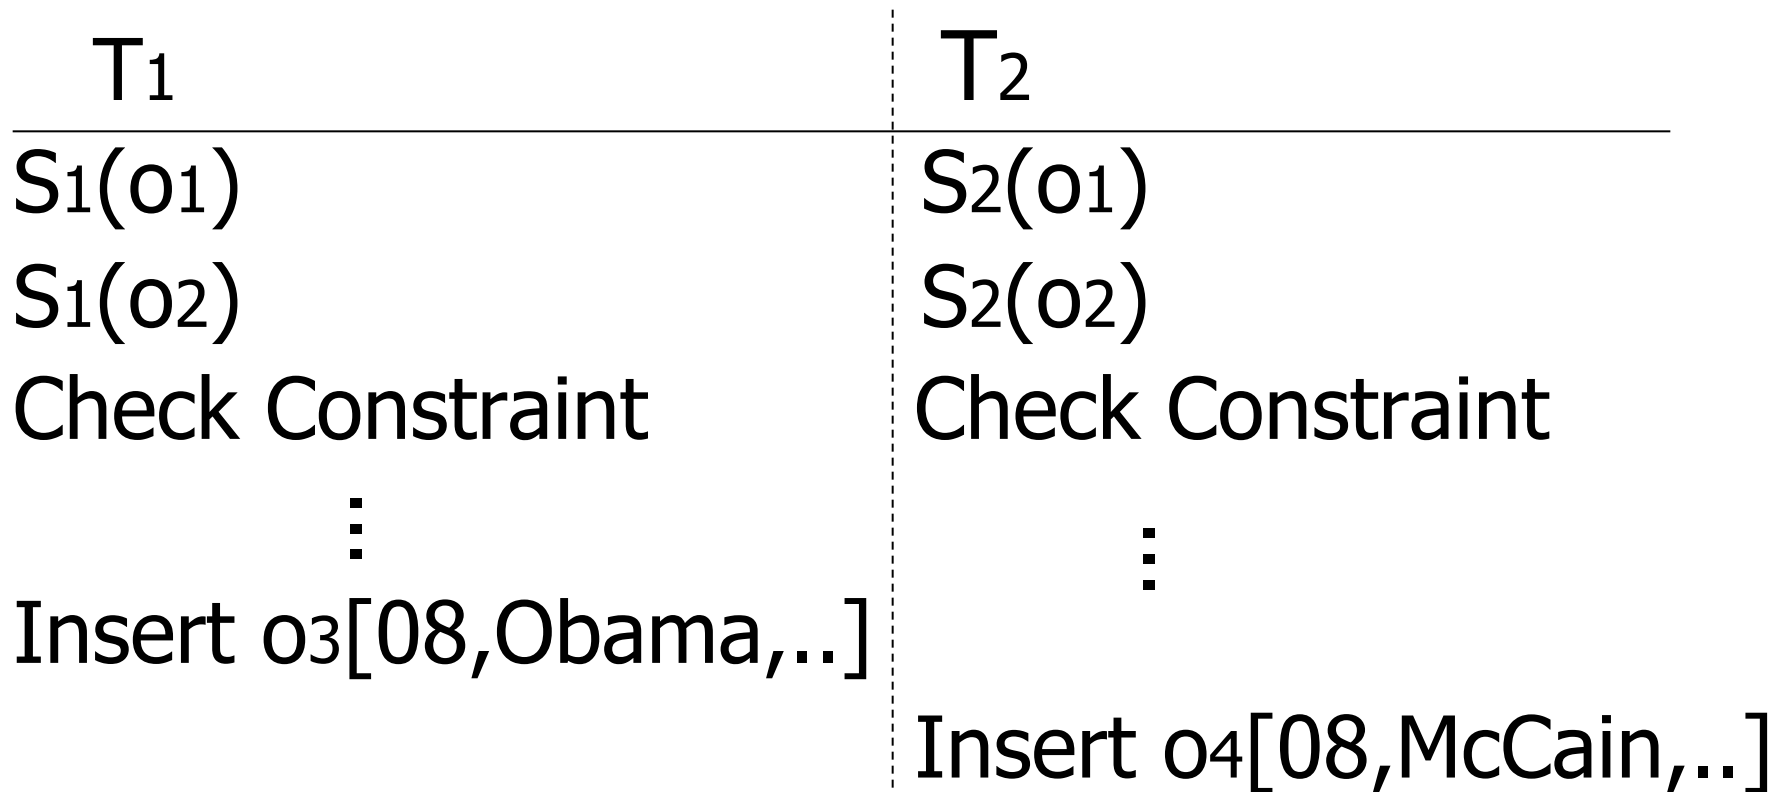 T1 T2
S1(o1) S2(o1)
S1(o2) S2(o2)
Check Constraint Check Constraint
⋮ ⋮
Insert o3[08,Obama,..]
Insert o4[08,McCain,..]